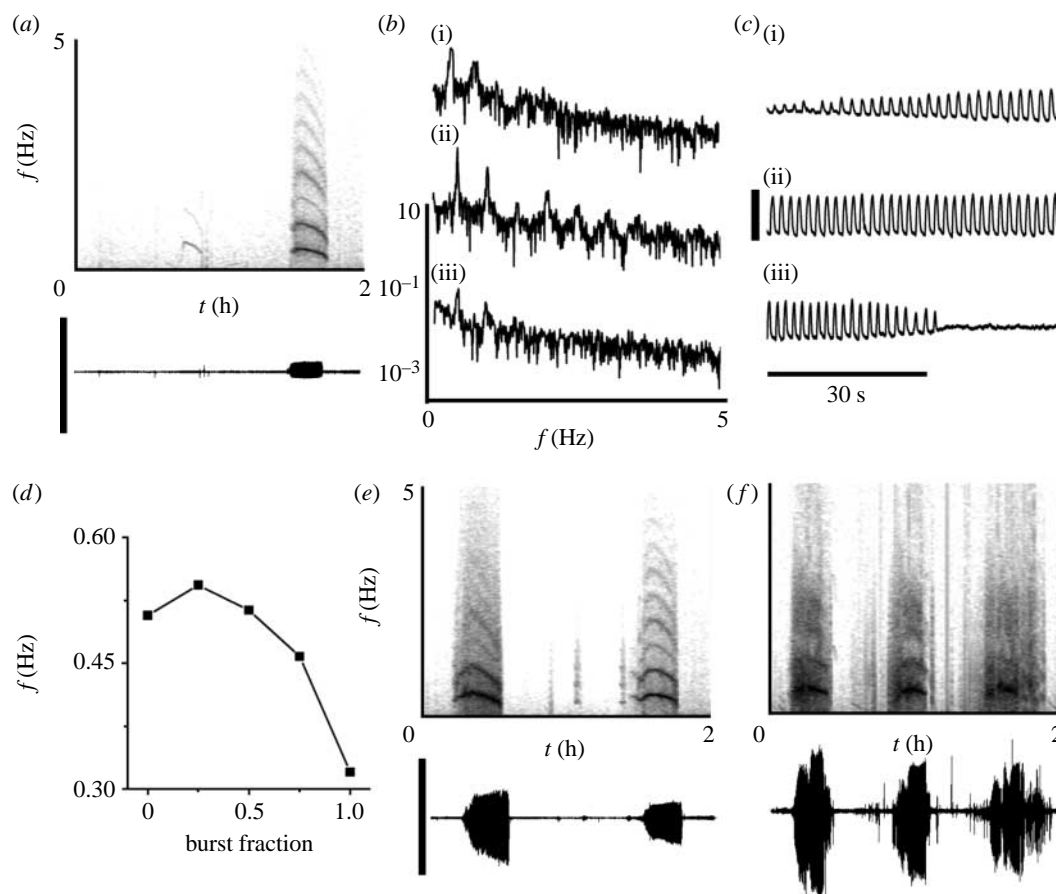 (a)
5
f (Hz)
0
t (h)
2
(b)
(i)
(ii)
10
(iii)
10⁻¹
10⁻³
0
f (Hz)
5
(c)
(i)
(ii)
(iii)
30 s
(d)
0.60
f (Hz)
0.45
0.30
0
0.5
1.0
burst fraction
(e)
5
f (Hz)
0
t (h)
2
(f)
0
t (h)
2